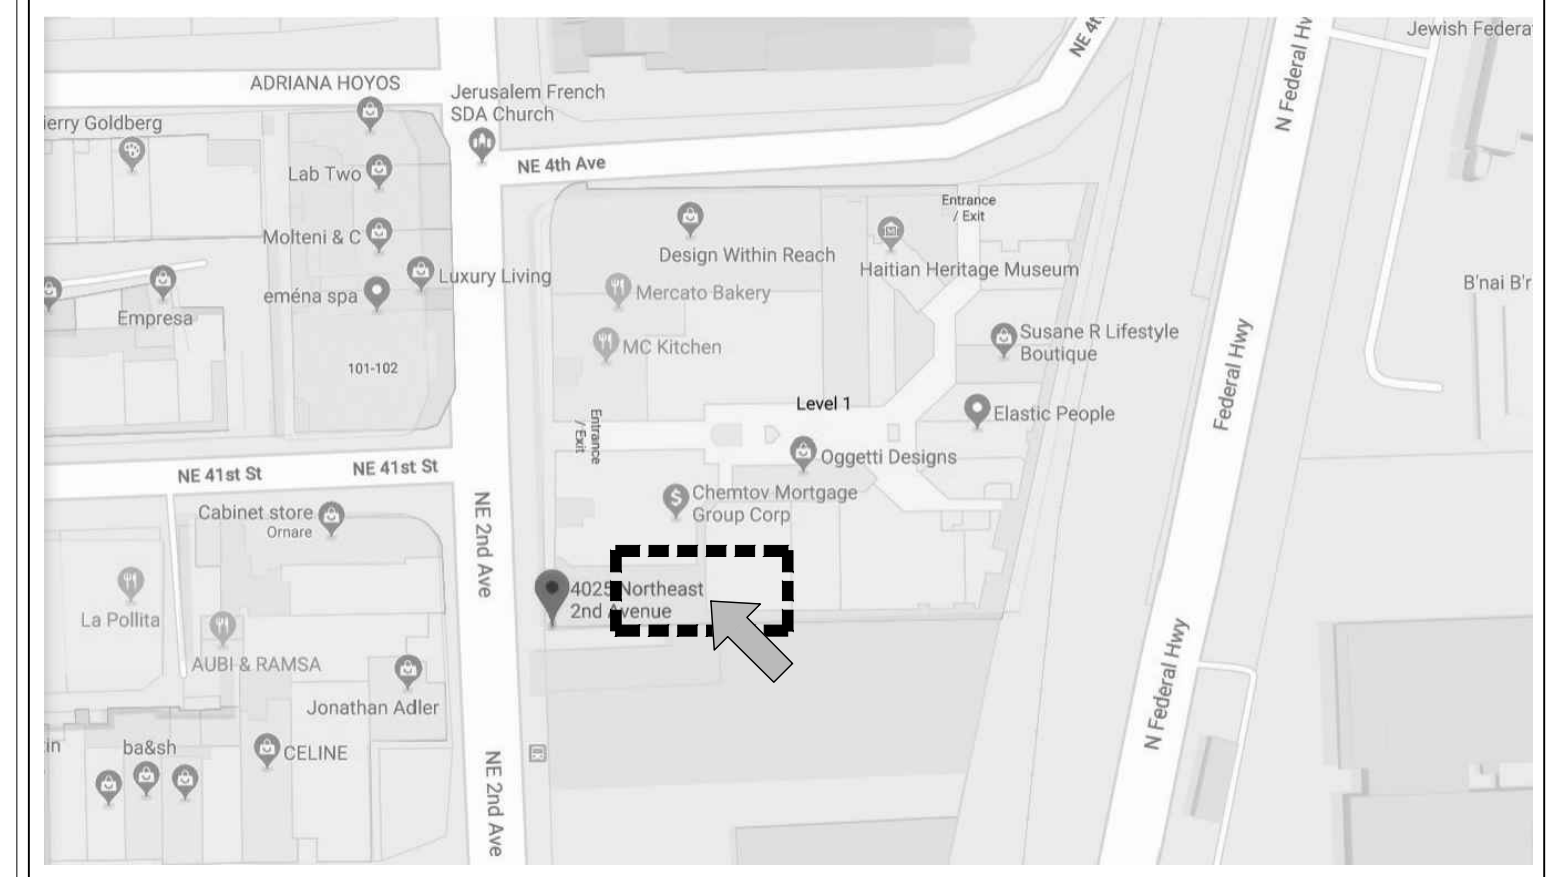 NE 4t
N Federal Hw
Jewish Federa
ADRIANA HOYOS
Jerusalem French
SDA Church
ierry Goldberg
NE 4th Ave
Lab Two
Entrance
/ Exit
Molteni & C
Design Within Reach
Haitian Heritage Museum
Luxury Living
Mercato Bakery
B'nai B'r
eména spa
Empresa
Susane R Lifestyle
Boutique
MC Kitchen
101-102
Federal Hwy
Level 1
Elastic People
Entrance
/ Exit
Oggetti Designs
NE 41st St
NE 41st St
Chemtov Mortgage
Group Corp
Cabinet store
Ornare
NE 2nd Ave
4025 Northeast
2nd Avenue
La Pollita
AUBI & RAMSA
N Federal Hwy
Jonathan Adler
in
ba&sh
CELINE
NE 2nd Ave